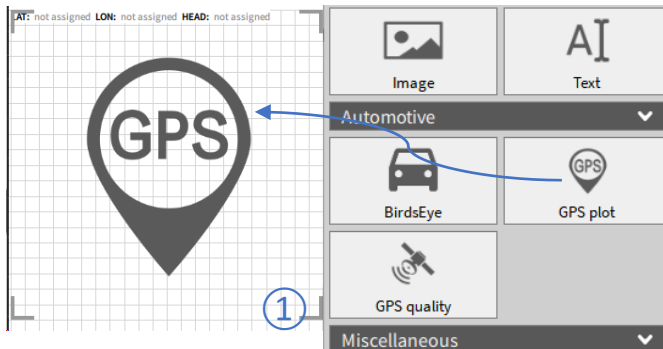 AT: not assigned LON: not assigned HEAD: not assigned
GPS
①
Image
Text
Automotive
BirdsEye
GPS
GPS plot
GPS quality
Miscellaneous